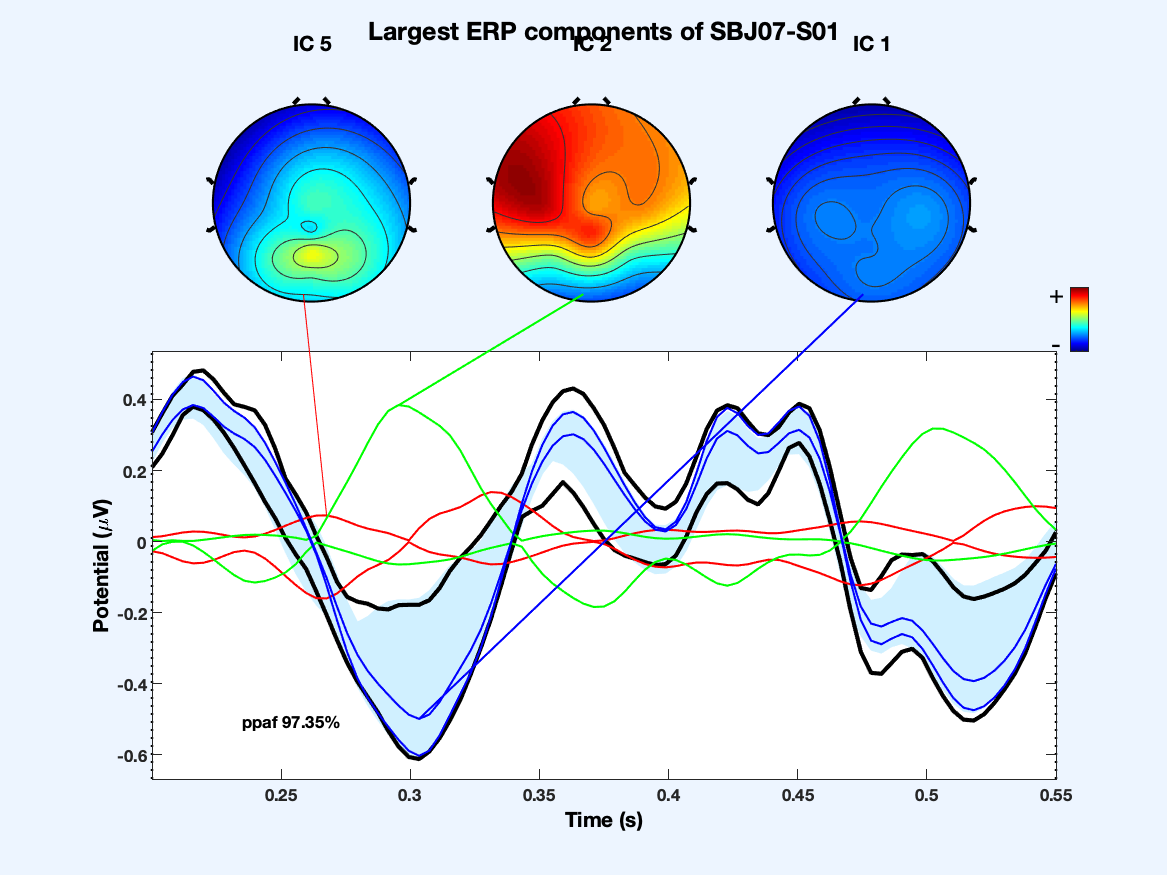 Largest ERP components of SBJ07-S01
IC 5
IC 2
IC 1
+
-
0.4
0.2
0
-0.2
-0.4
-0.6
Potential (μV)
ppaf 97.35%
0.25
0.3
0.35
0.4
0.45
0.5
0.55
Time (s)